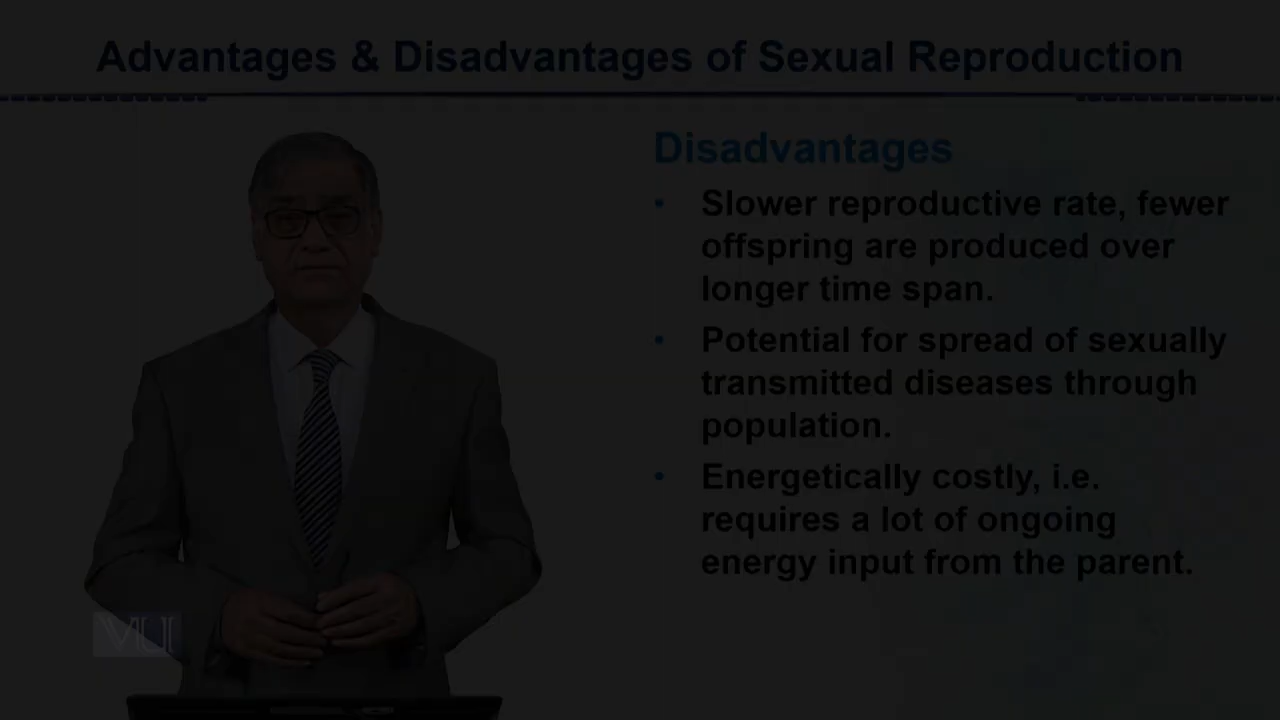 Advantages & Disadvantages of Sexual Reproduction
Disadvantages
• Slower reproductive rate, fewer
offspring are produced over
longer time span.
• Potential for spread of sexually
transmitted diseases through
population.
• Energetically costly, i.e.
requires a lot of ongoing
energy input from the parent.
VU